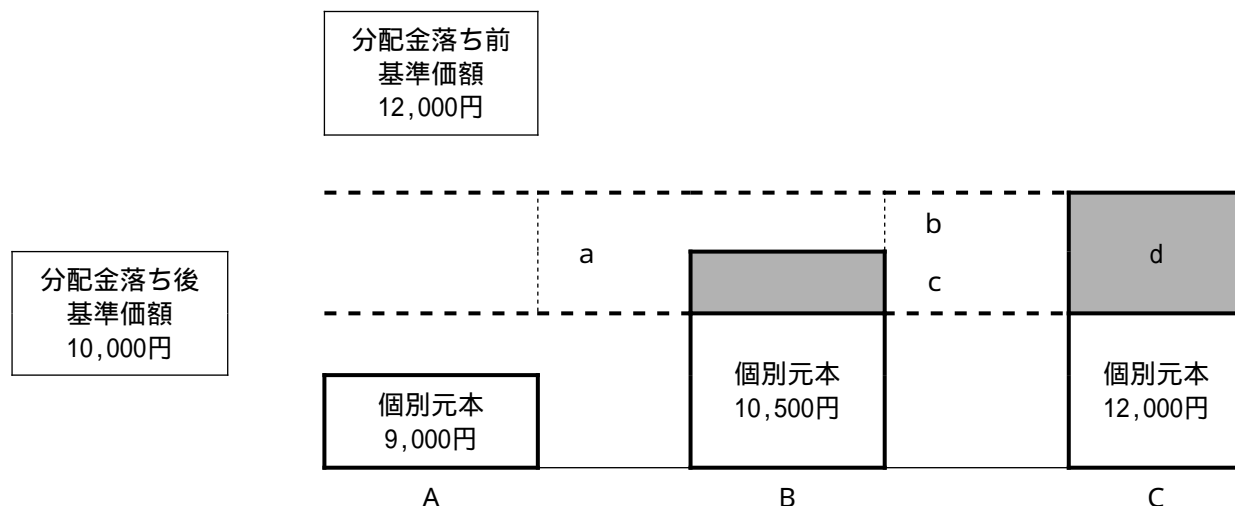 分配金落ち前
基準価額
12,000円
a
b
c
d
分配金落ち後
基準価額
10,000円
個別元本
9,000円
個別元本
10,500円
個別元本
12,000円
A
B
C